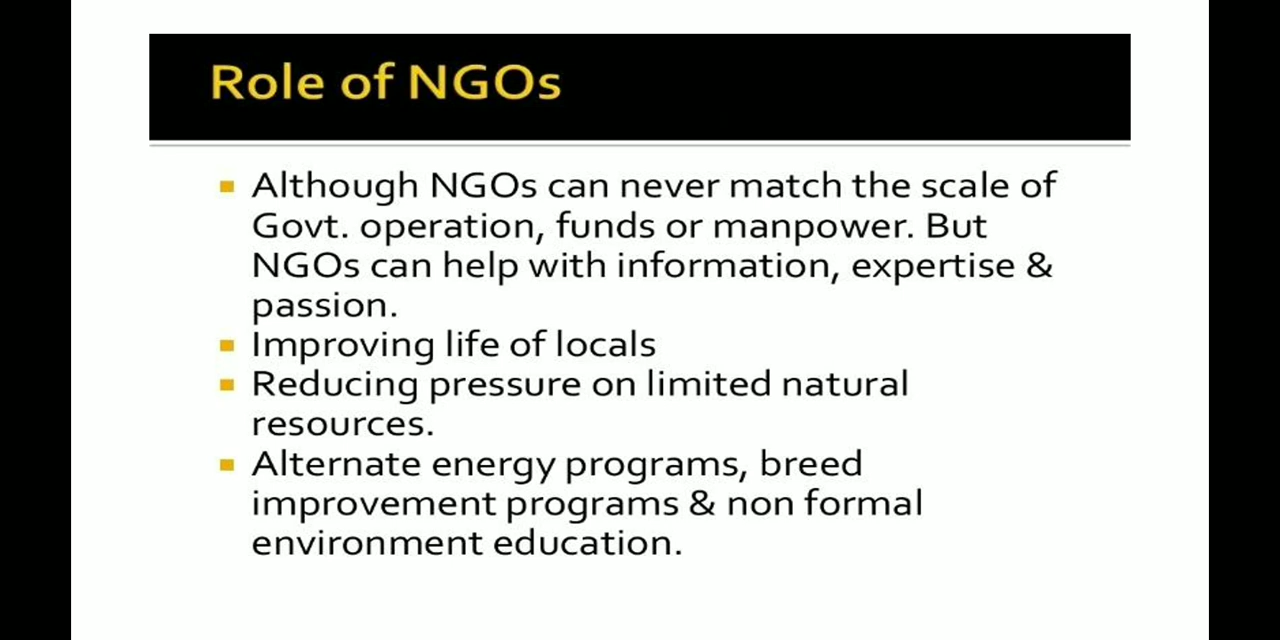 Role of NGOs
Although NGOs can never match the scale of
Govt. operation, funds or manpower. But
NGOs can help with information, expertise &
passion.
Improving life of locals
Reducing pressure on limited natural
resources.
Alternate energy programs, breed
improvement programs & non formal
environment education.